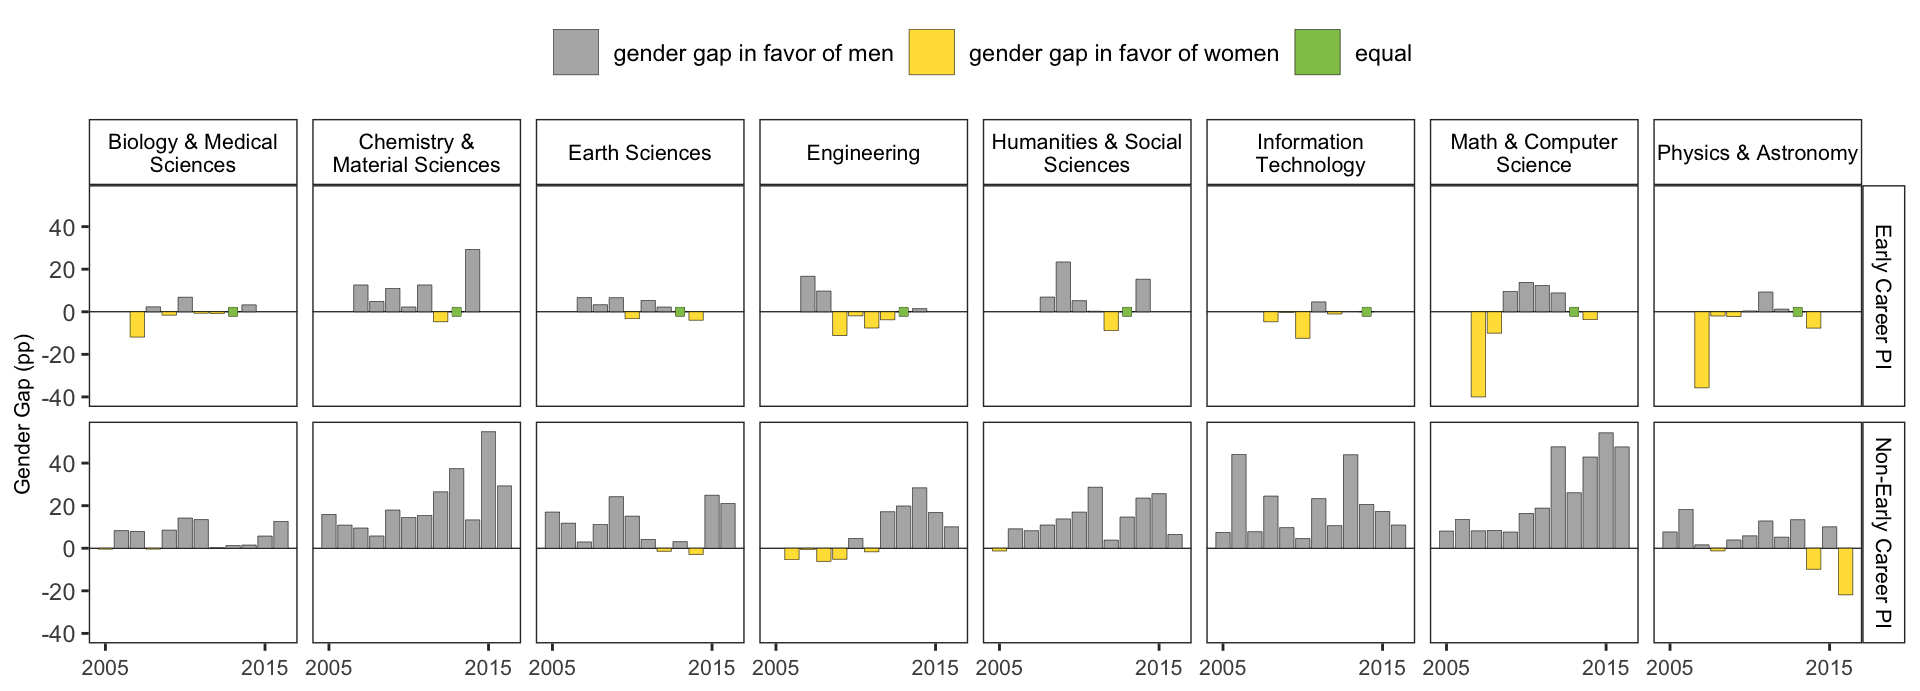 gender gap in favor of men gender gap in favor of women equal
Biology & Medical
Sciences
Chemistry &
Material Sciences
Earth Sciences
Engineering
Humanities & Social
Sciences
Information
Technology
Math & Computer
Science
Physics & Astronomy
Gender Gap (pp)
40
20
0
-20
-40
Early Career PI
40
20
0
-20
-40
Non-Early Career PI
2005 2015 2005 2015 2005 2015 2005 2015 2005 2015 2005 2015 2005 2015 2005 2015